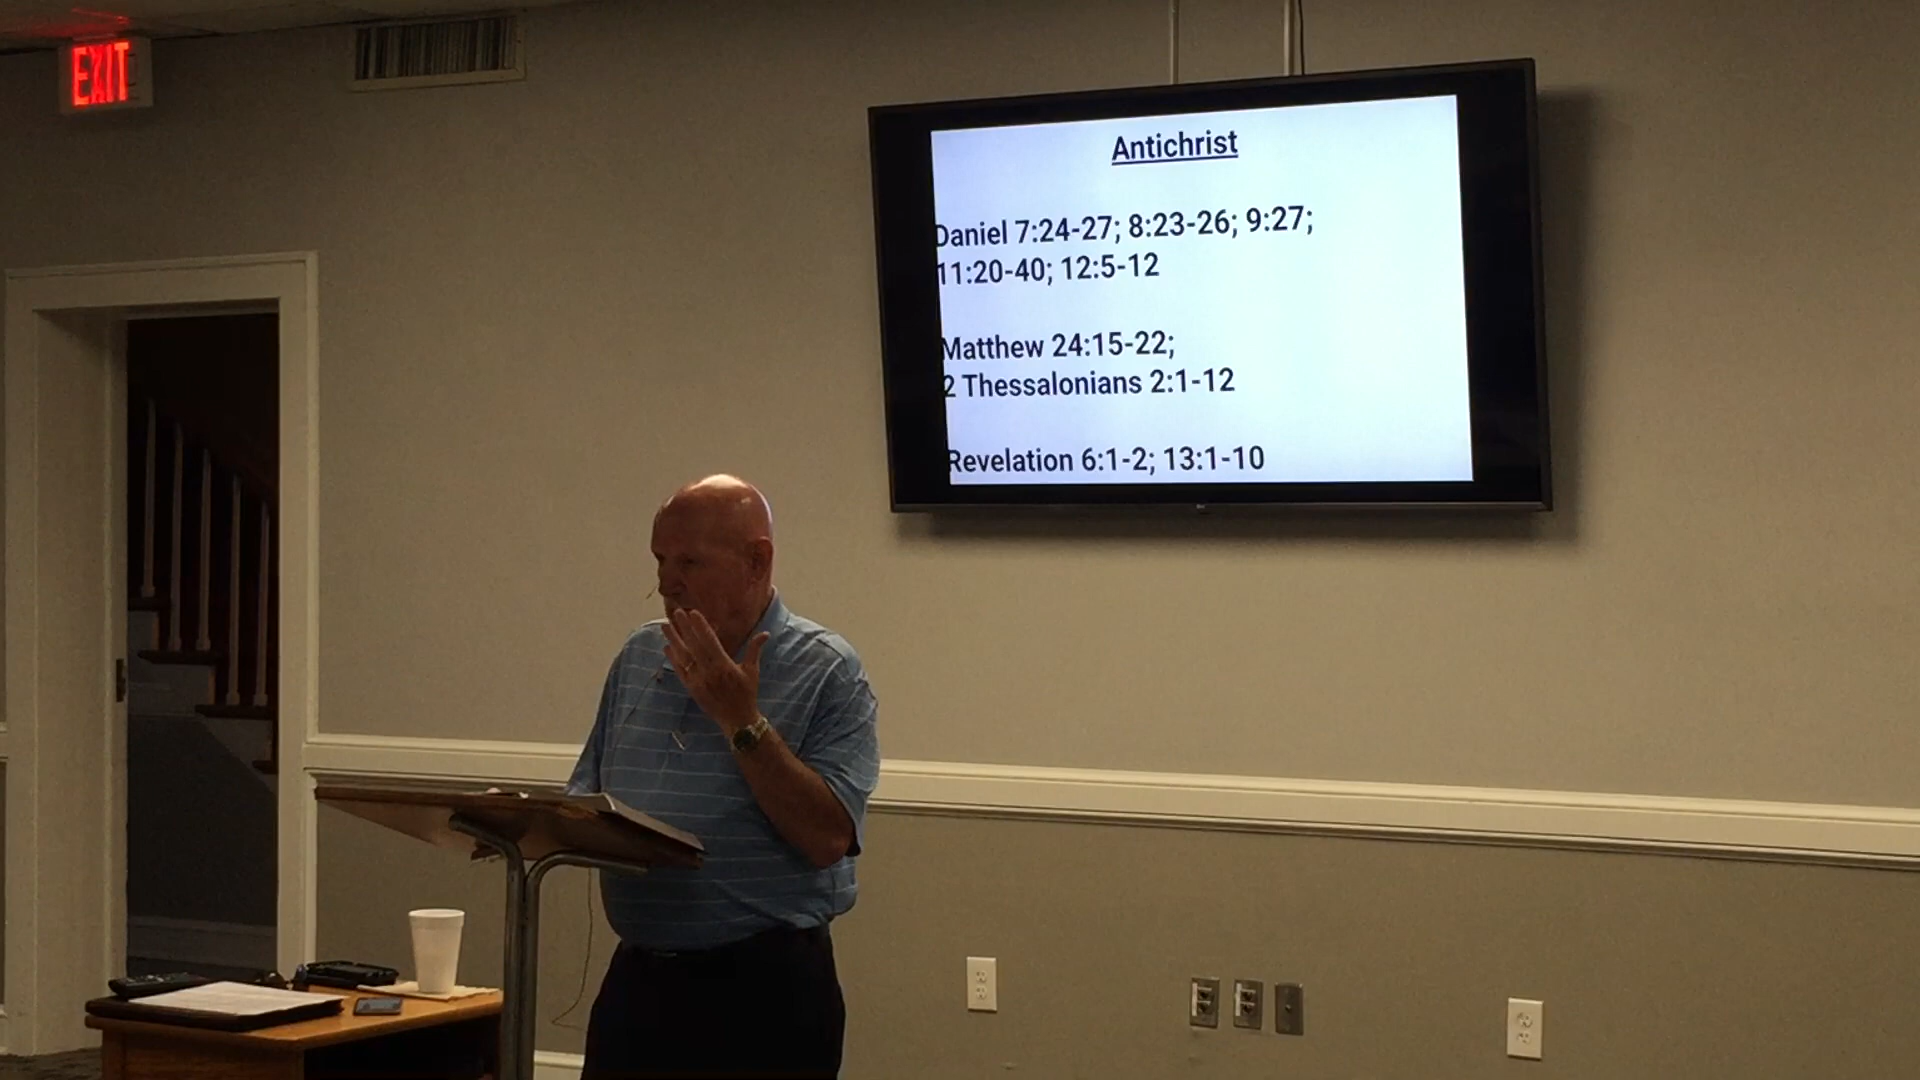 EXIT
Antichrist
Daniel 7:24-27; 8:23-26; 9:27;
11:20-40; 12:5-12
Matthew 24:15-22;
2 Thessalonians 2:1-12
Revelation 6:1-2; 13:1-10